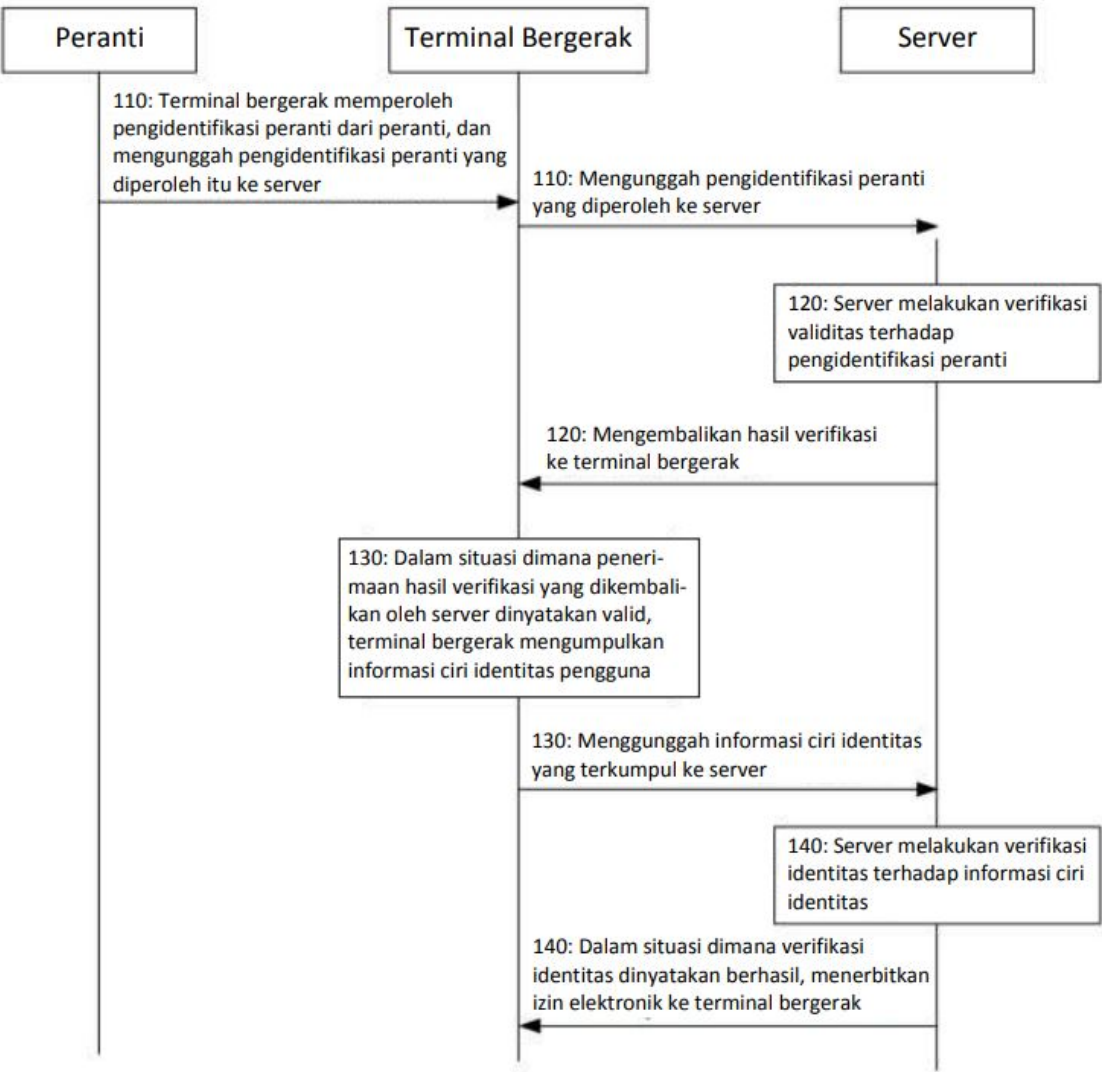 Peranti
Terminal Bergerak
Server
110: Terminal bergerak memperoleh
pengidentifikasi peranti dari peranti, dan
mengunggah pengidentifikasi peranti yang
diperoleh itu ke server
110: Mengunggah pengidentifikasi peranti
yang diperoleh ke server
120: Server melakukan verifikasi
validitas terhadap
pengidentifikasi peranti
120: Mengembalikan hasil verifikasi
ke terminal bergerak
130: Dalam situasi dimana peneri-
maan hasil verifikasi yang dikembali-
kan oleh server dinyatakan valid,
terminal bergerak mengumpulkan
informasi ciri identitas pengguna
130: Menggunggah informasi ciri identitas
yang terkumpul ke server
140: Server melakukan verifikasi
identitas terhadap informasi ciri
identitas
140: Dalam situasi dimana verifikasi
identitas dinyatakan berhasil, menerbitkan
izin elektronik ke terminal bergerak